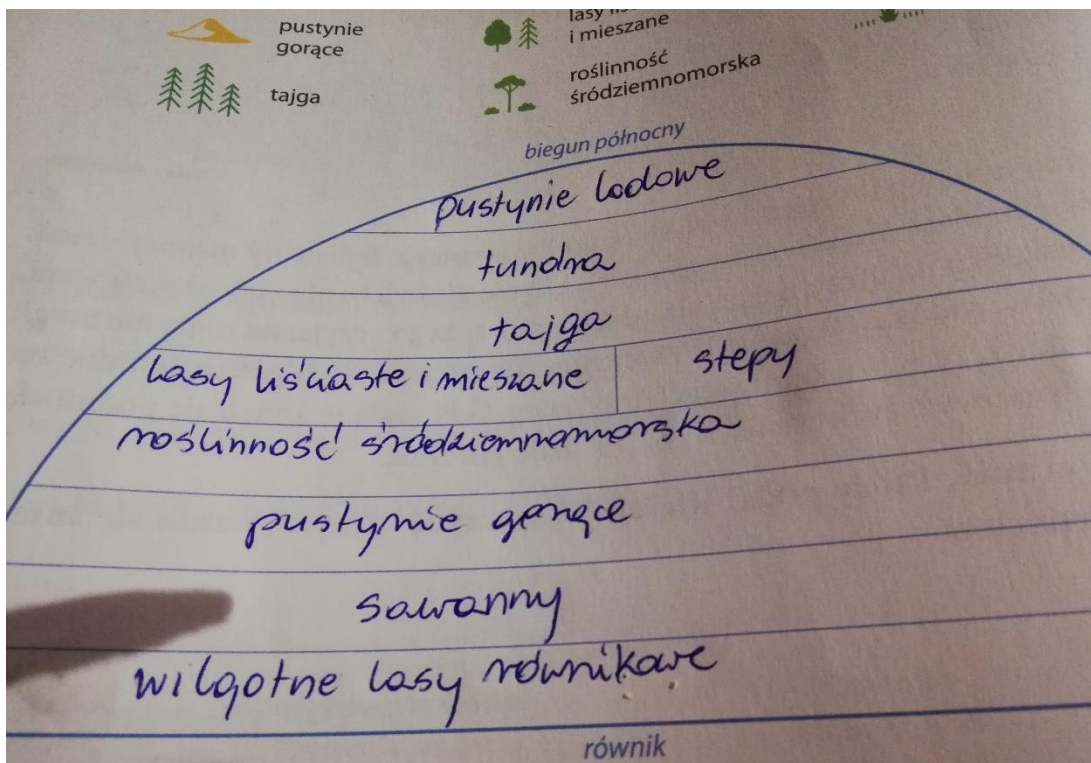 pustynie
gorące
tajga
lasy
i mieszane
roślinność
śródziemnomorska
biegun północny
pustynie lodowe
tundra
tajga
lasy liściaste i mieszane
stepy
roślinność śródziemnamorska
pustynie gorące
sawanny
wilgotne lasy równikowe
równik